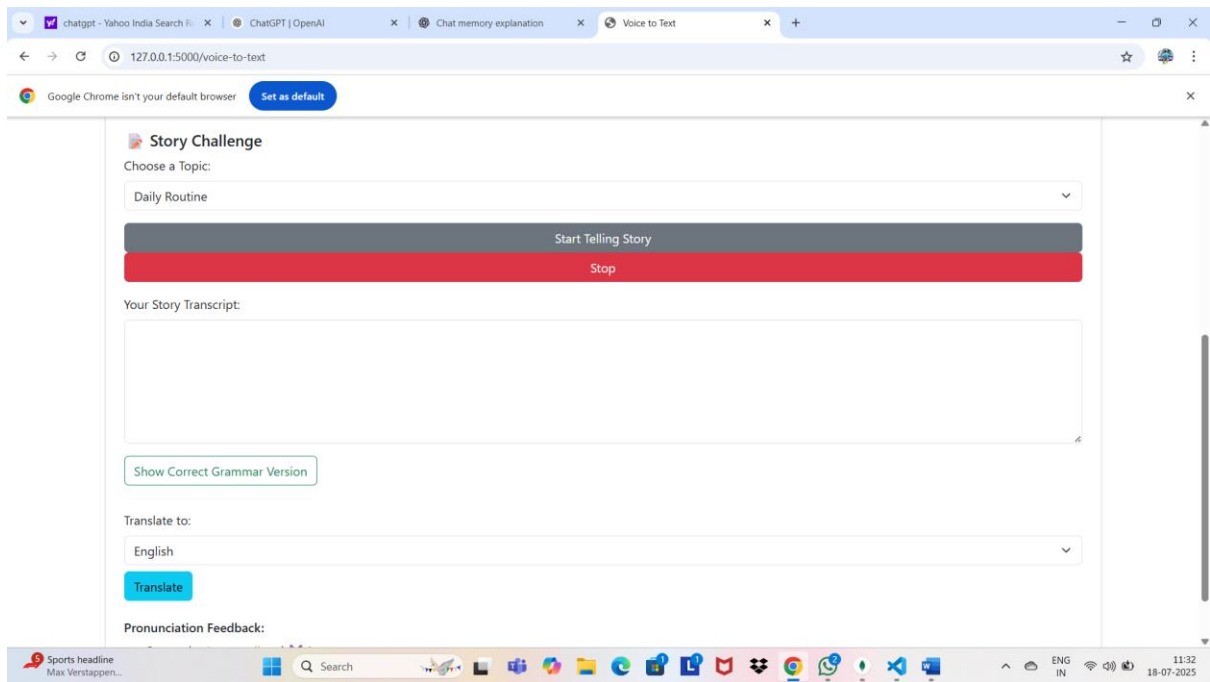 chatgpt - Yahoo India Search R
ChatGPT | OpenAI
Chat memory explanation
Voice to Text
127.0.0.1:5000/voice-to-text
Google Chrome isn't your default browser
Set as default
Story Challenge
Choose a Topic:
Daily Routine
Start Telling Story
Stop
Your Story Transcript:
Show Correct Grammar Version
Translate to:
English
Translate
Pronunciation Feedback:
5
Sports headline
Max Verstappen...
Search
2
ENG
IN
11:32
18-07-2025